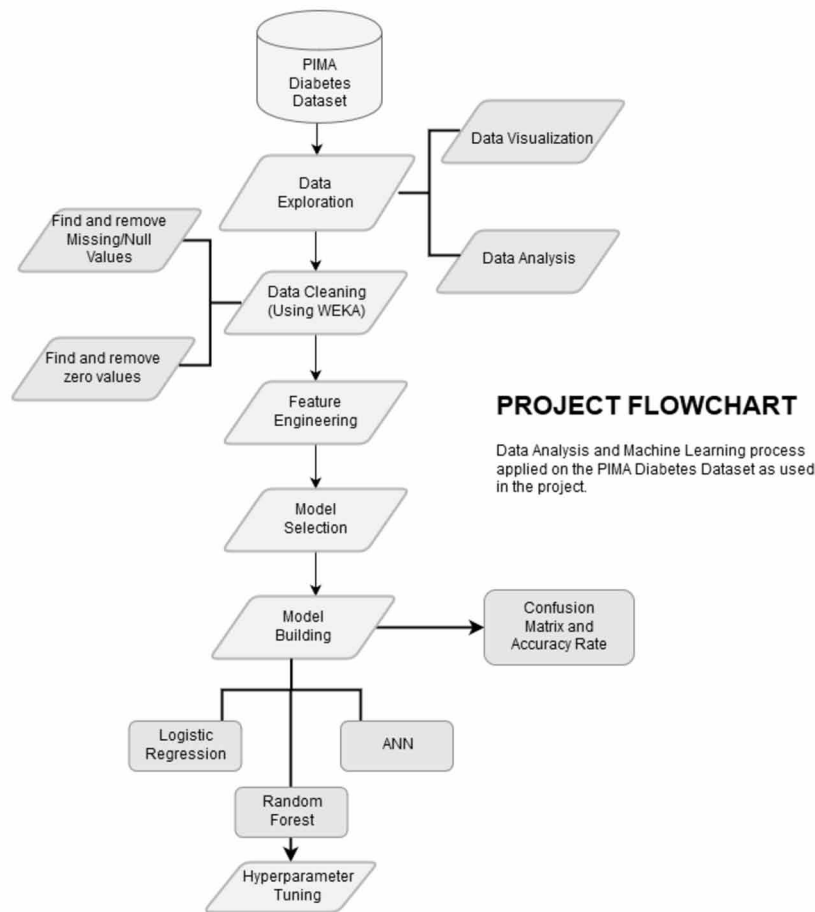 PIMA
Diabetes
Dataset
Data Visualization
Data
Exploration
Find and remove
Missing/Null
Values
Data Analysis
Data Cleaning
(Using WEKA)
Find and remove
zero values
Feature
Engineering
PROJECT FLOWCHART
Data Analysis and Machine Learning process
applied on the PIMA Diabetes Dataset as used
in the project.
Model
Selection
Model
Building
Confusion
Matrix and
Accuracy Rate
Logistic
Regression
ANN
Random
Forest
Hyperparameter
Tuning